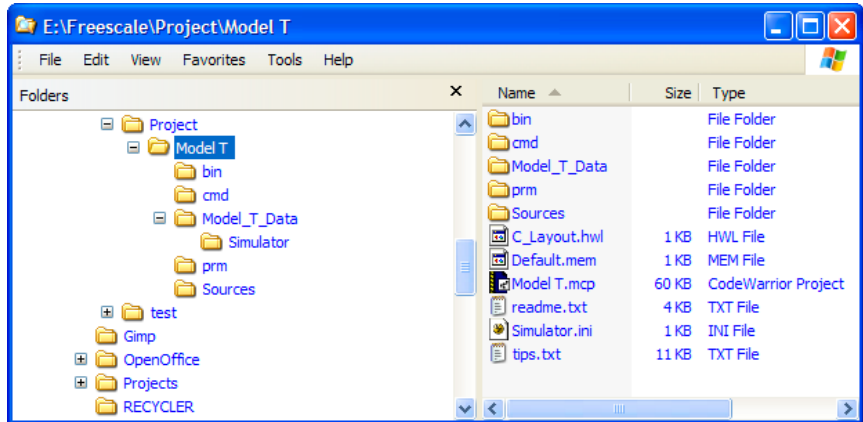 E:\Freescale\Project\Model T
File Edit View Favorites Tools Help
Folders
Project
Model T
bin
cmd
Model_T_Data
Simulator
prm
Sources
test
Gimp
OpenOffice
Projects
RECYCLER
Name Size Type
bin File Folder
cmd File Folder
Model_T_Data File Folder
prm File Folder
Sources File Folder
C_Layout.hwl 1 KB HWL File
Default.mem 1 KB MEM File
Model T.mcp 60 KB CodeWarrior Project
readme.txt 4 KB TXT File
Simulator.ini 1 KB INI File
tips.txt 11 KB TXT File